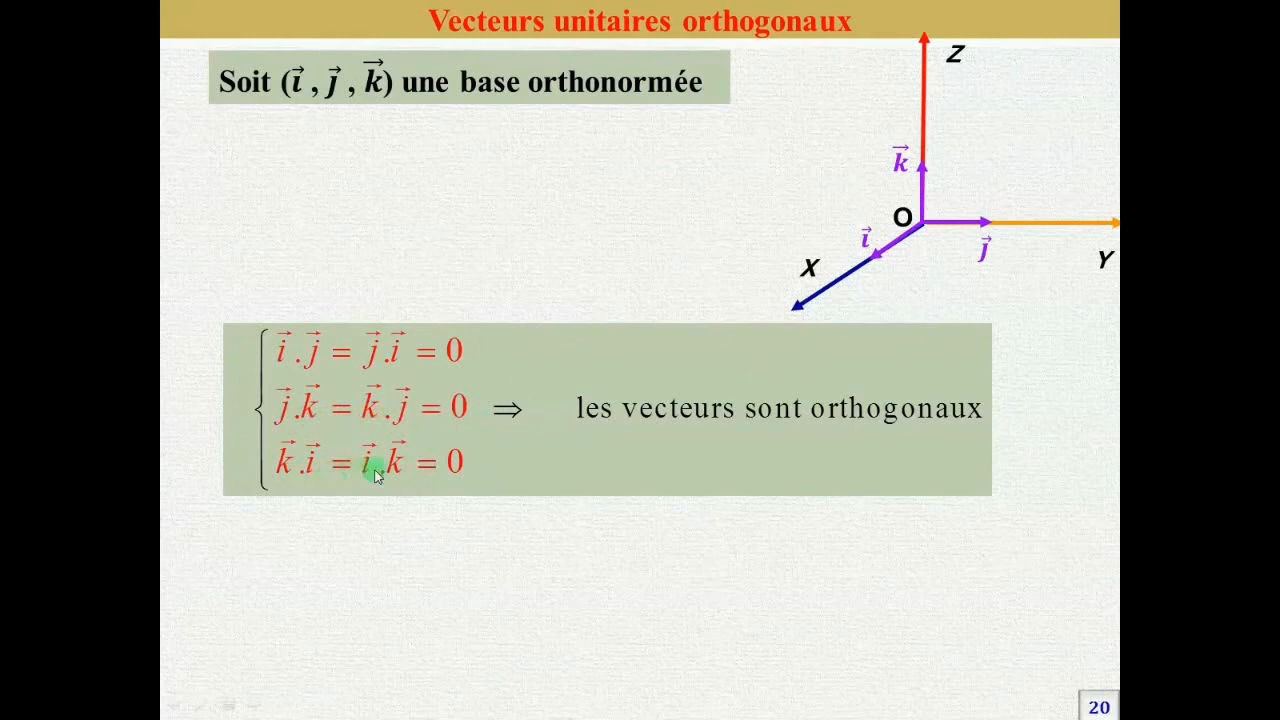 Vecteurs unitaires orthogonaux
Soit (i⃗ , j⃗ , k⃗) une base orthonormée
Z
k⃗
O
i⃗
j⃗
X
Y
i⃗ . j⃗ = j⃗ . i⃗ = 0
j⃗ . k⃗ = k⃗ . j⃗ = 0 ⇒ les vecteurs sont orthogonaux
k⃗ . i⃗ = i⃗ . k⃗ = 0
20